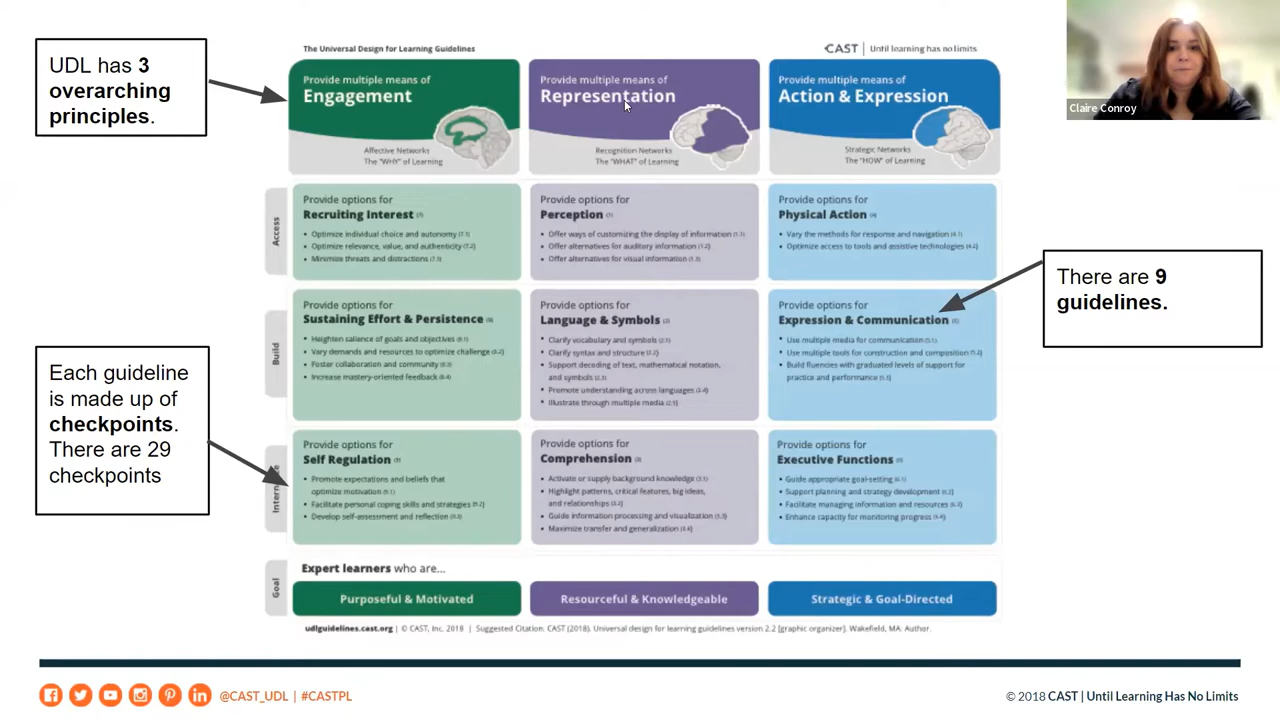 UDL has 3
overarching
principles.
The Universal Design for Learning Guidelines
CAST | Until learning has no limits
Provide multiple means of
Engagement
Affective Networks
The "WHY" of Learning
Provide multiple means of
Representation
Recognition Networks
The "WHAT" of Learning
Provide multiple means of
Action & Expression
Strategic Networks
The "HOW" of Learning
Claire Conroy
Access
Provide options for
Recruiting Interest (7)
• Optimize individual choice and autonomy (7.1)
• Optimize relevance, value, and authenticity (7.2)
• Minimize threats and distractions (7.3)
Provide options for
Perception (1)
• Offer ways of customizing the display of information (1.1)
• Offer alternatives for auditory information (1.2)
• Offer alternatives for visual information (1.3)
Provide options for
Physical Action (4)
• Vary the methods for response and navigation (4.1)
• Optimize access to tools and assistive technologies (4.2)
There are 9
guidelines.
Build
Provide options for
Sustaining Effort & Persistence (8)
• Heighten salience of goals and objectives (8.1)
• Vary demands and resources to optimize challenge (8.2)
• Foster collaboration and community (8.3)
• Increase mastery-oriented feedback (8.4)
Provide options for
Language & Symbols (2)
• Clarify vocabulary and symbols (2.1)
• Clarify syntax and structure (2.2)
• Support decoding of text, mathematical notation,
and symbols (2.3)
• Promote understanding across languages (2.4)
• Illustrate through multiple media (2.5)
Provide options for
Expression & Communication (5)
• Use multiple media for communication (5.1)
• Use multiple tools for construction and composition (5.2)
• Build fluencies with graduated levels of support for
practice and performance (5.3)
Each guideline
is made up of
checkpoints.
There are 29
checkpoints
Provide options for
Self Regulation (9)
• Promote expectations and beliefs that
optimize motivation (9.1)
• Facilitate personal coping skills and strategies (9.2)
• Develop self-assessment and reflection (9.3)
Provide options for
Comprehension (3)
• Activate or supply background knowledge (3.1)
• Highlight patterns, critical features, big ideas,
and relationships (3.2)
• Guide information processing and visualization (3.3)
• Maximize transfer and generalization (3.4)
Provide options for
Executive Functions (6)
• Guide appropriate goal-setting (6.1)
• Support planning and strategy development (6.2)
• Facilitate managing information and resources (6.3)
• Enhance capacity for monitoring progress (6.4)
Goal
Expert learners who are...
Purposeful & Motivated
Resourceful & Knowledgeable
Strategic & Goal-Directed
udlguidelines.cast.org | © CAST, Inc. 2018 | Suggested Citation: CAST (2018). Universal design for learning guidelines version 2.2 [graphic organizer]. Wakefield, MA: Author.
@CAST_UDL | #CASTPL
© 2018 CAST | Until Learning Has No Limits